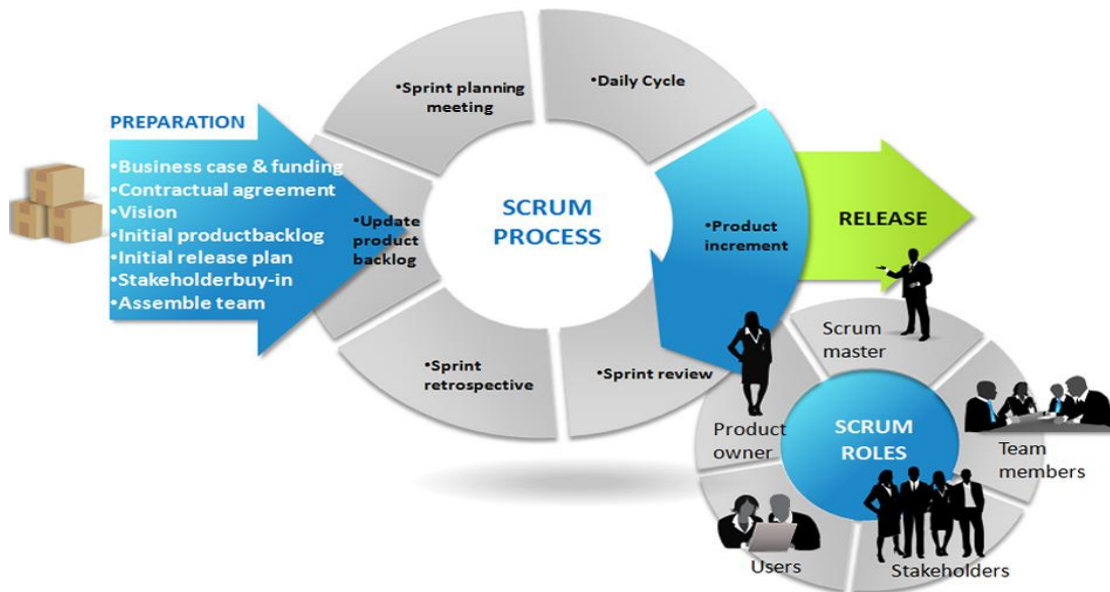 PREPARATION
•Business case & funding
•Contractual agreement
•Vision
•Initial productbacklog
•Initial release plan
•Stakeholderbuy-in
•Assemble team
•Update
product
backlog
•Sprint planning
meeting
•Daily Cycle
SCRUM
PROCESS
•Product
increment
•Sprint review
•Sprint
retrospective
RELEASE
SCRUM
ROLES
Scrum
master
Team
members
Stakeholders
Users
Product
owner